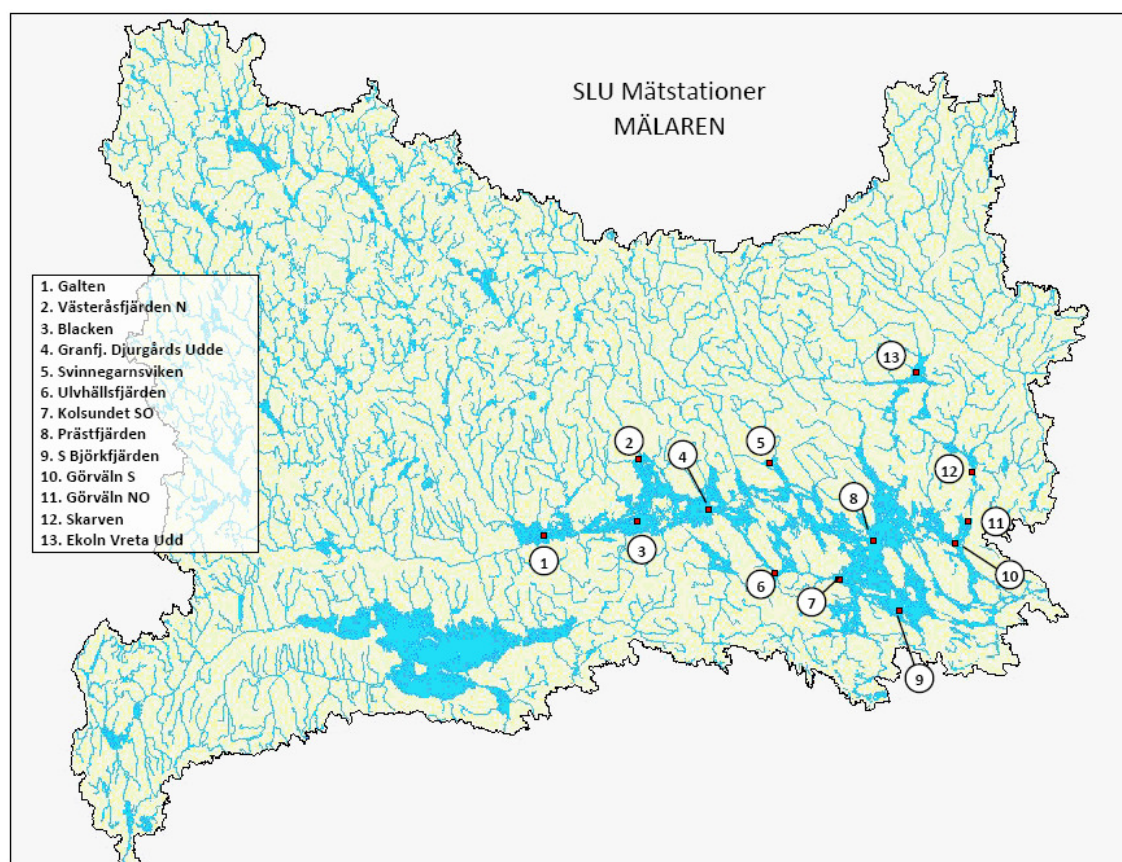 SLU Mätstationer
MÄLAREN
1. Galten
2. Västeråsfjärden N
3. Blacken
4. Granfj. Djurgårds Udde
5. Svinnegarnsviken
6. Ulvhällsfjärden
7. Kolsundet SO
8. Prästfjärden
9. S Björkfjärden
10. Görväln S
11. Görväln NO
12. Skarven
13. Ekoln Vreta Udd
13
2
4
5
12
8
11
1
3
10
6
7
9